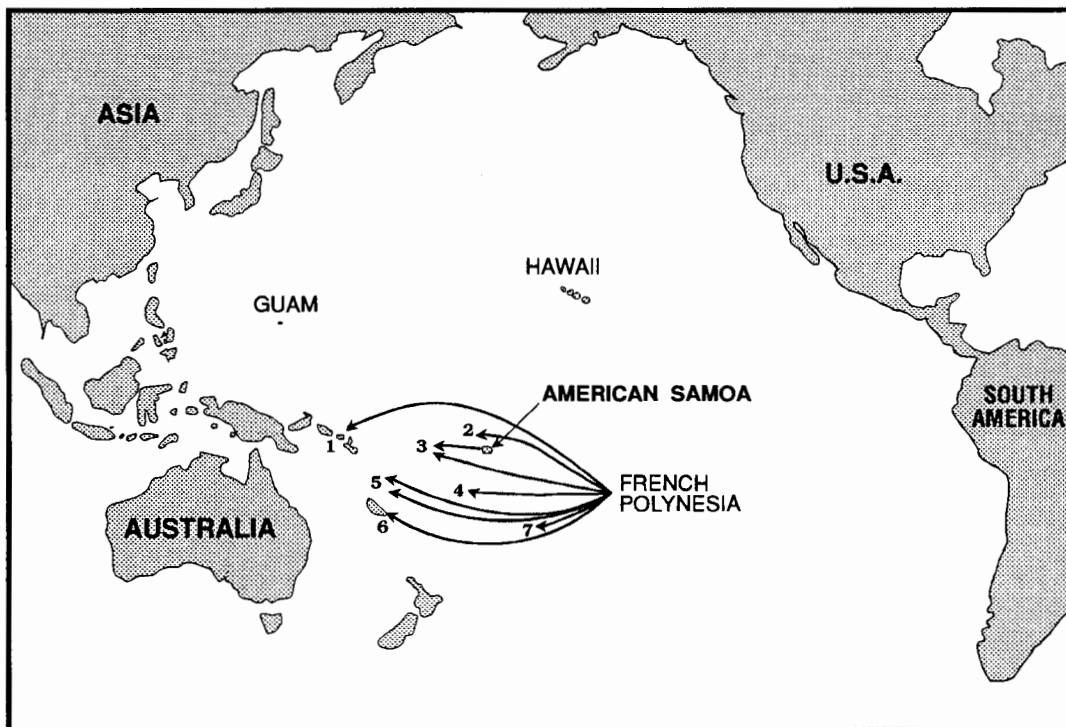 ASIA
U.S.A.
HAWAII
GUAM
AMERICAN SAMOA
SOUTH
AMERICA
1
2
3
5
4
FRENCH
POLYNESIA
AUSTRALIA
6
7